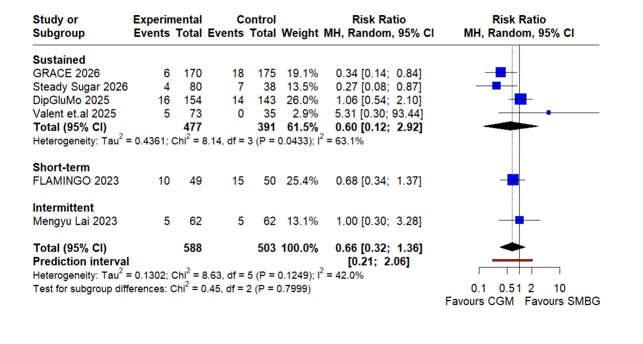 Study or Experimental Control Risk Ratio Risk Ratio
Subgroup Events Total Events Total Weight MH, Random, 95% CI MH, Random, 95% CI
Sustained
GRACE 2026 6 170 18 175 19.1% 0.34 [0.14; 0.84]
Steady Sugar 2026 4 80 7 38 13.5% 0.27 [0.08; 0.87]
DipGluMo 2025 16 154 14 143 26.0% 1.06 [0.54; 2.10]
Valent et.al 2025 5 73 0 35 2.9% 5.31 [0.30; 93.44]
Total (95% CI) 477 391 61.5% 0.60 [0.12; 2.92]
Heterogeneity: Tau² = 0.4361; Chi² = 8.14, df = 3 (P = 0.0433); I² = 63.1%
Short-term
FLAMINGO 2023 10 49 15 50 25.4% 0.68 [0.34; 1.37]
Intermittent
Mengyu Lai 2023 5 62 5 62 13.1% 1.00 [0.30; 3.28]
Total (95% CI) 588 503 100.0% 0.66 [0.32; 1.36]
Prediction interval [0.21; 2.06]
Heterogeneity: Tau² = 0.1302; Chi² = 8.63, df = 5 (P = 0.1249); I² = 42.0%
Test for subgroup differences: Chi² = 0.45, df = 2 (P = 0.7999)
0.1 0.5 1 2 10
Favours CGM Favours SMBG